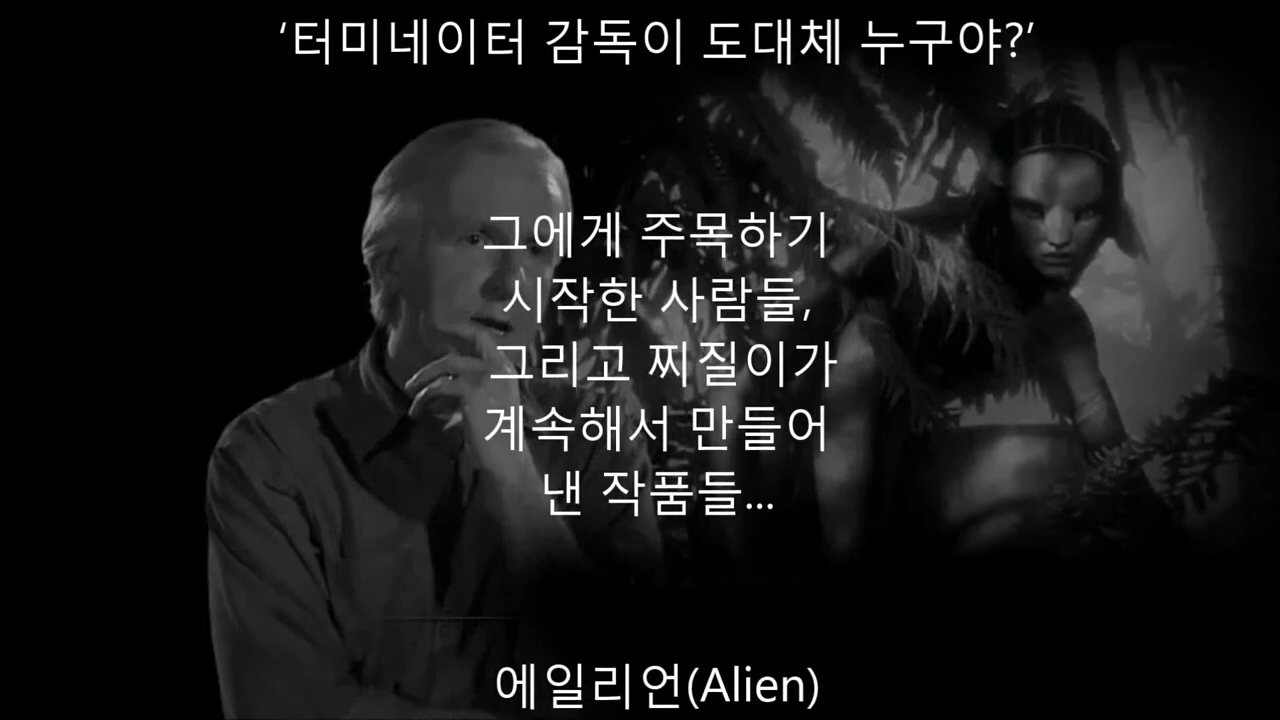 ‘터미네이터 감독이 도대체 누구야?’
그에게 주목하기
시작한 사람들,
그리고 찌질이가
계속해서 만들어
낸 작품들...
에일리언(Alien)